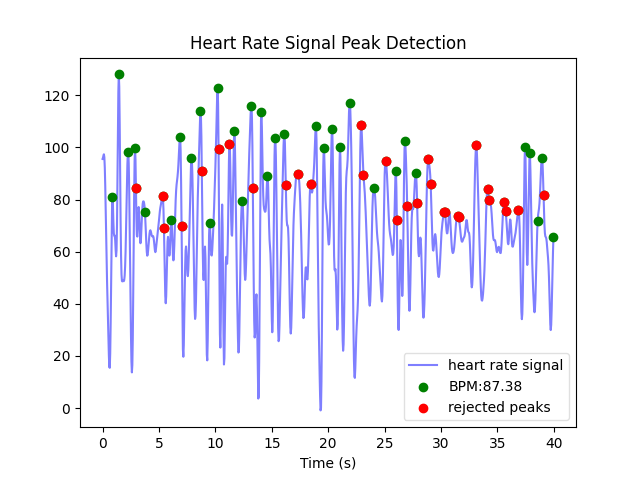 Heart Rate Signal Peak Detection
120
100
80
60
40
20
0
heart rate signal
BPM:87.38
rejected peaks
0 5 10 15 20 25 30 35 40
Time (s)